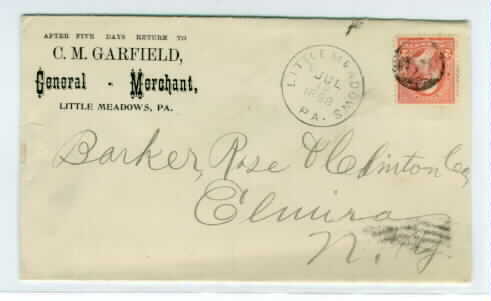 AFTER FIVE DAYS RETURN TO
C. M. GARFIELD,
General - Merchant,
LITTLE MEADOWS, PA.
LITTLE MEADOWS
JUL
1898
PA.
Barker, Rose & Clinton Co,
Elmira
N. Y.